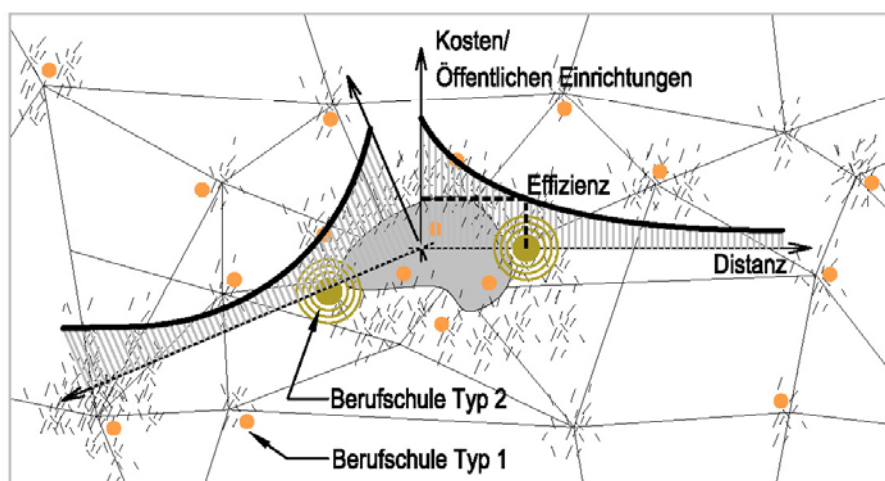 Kosten/
Öffentlichen Einrichtungen
Effizienz
Distanz
Berufschule Typ 2
Berufschule Typ 1